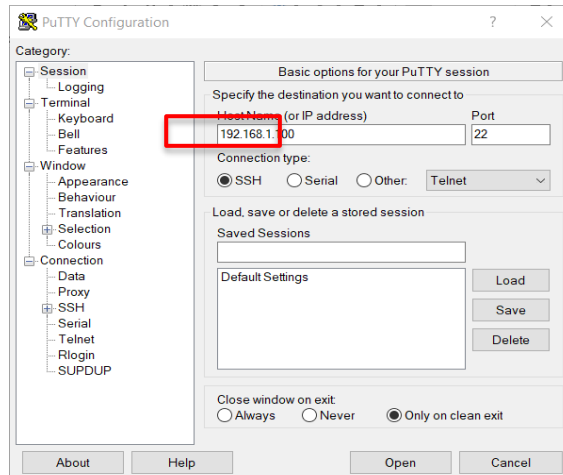 PuTTY Configuration
? ×
Category:
Session
Logging
Terminal
Keyboard
Bell
Features
Window
Appearance
Behaviour
Translation
Selection
Colours
Connection
Data
Proxy
SSH
Serial
Telnet
Rlogin
SUPDUP
Basic options for your PuTTY session
Specify the destination you want to connect to
Host Name (or IP address) Port
192.168.1.100 22
Connection type:
SSH Serial Other: Telnet
Load, save or delete a stored session
Saved Sessions
Default Settings
Load
Save
Delete
Close window on exit:
Always Never Only on clean exit
About Help Open Cancel